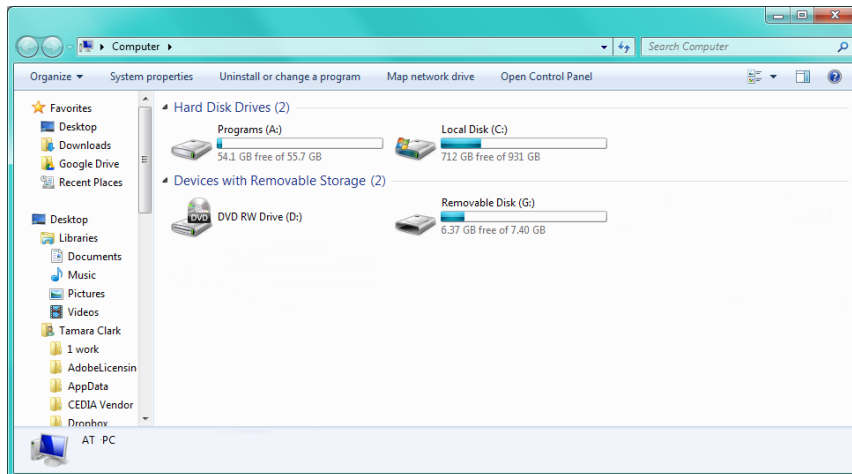 Computer
Search Computer
Organize
System properties
Uninstall or change a program
Map network drive
Open Control Panel
Favorites
Desktop
Downloads
Google Drive
Recent Places
Desktop
Libraries
Documents
Music
Pictures
Videos
Tamara Clark
1 work
AdobeLicensin
AppData
CEDIA Vendor
Dropbox
Hard Disk Drives (2)
Programs (A:)
54.1 GB free of 55.7 GB
Local Disk (C:)
712 GB free of 931 GB
Devices with Removable Storage (2)
DVD
DVD RW Drive (D:)
Removable Disk (G:)
6.37 GB free of 7.40 GB
AT -PC